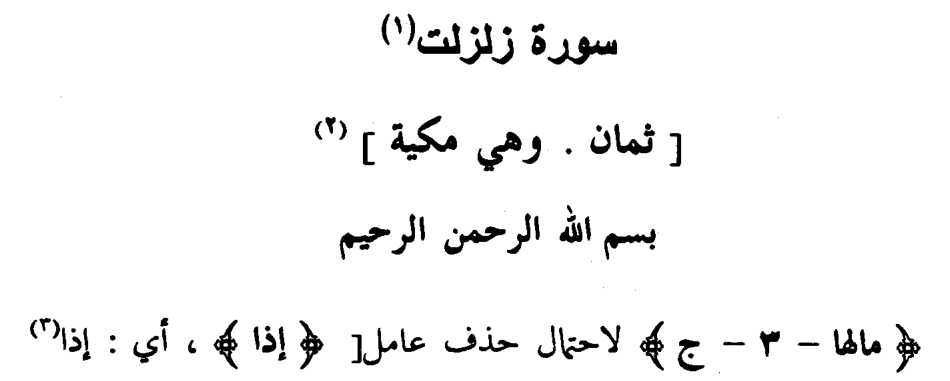 سورة زلزلت(١)
[ ثمان . وهي مكية ] (٢)
بسم الله الرحمن الرحيم
﴿ مالها – ٣ – ج ﴾ لاحتمال حذف عامل [ ﴿ إذا ﴾ ، أي : إذا(٣)